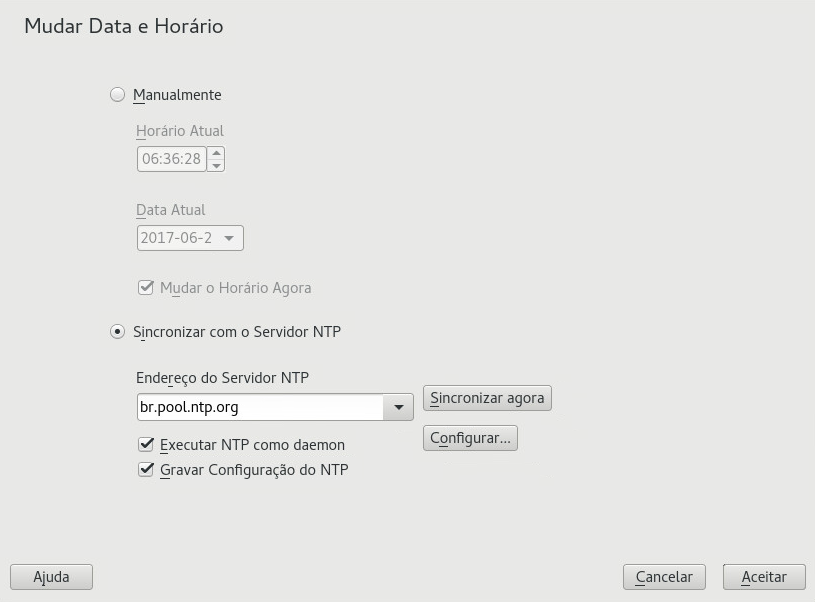 Mudar Data e Horário
Manualmente
Horário Atual
06:36:28
Data Atual
2017-06-2
Mudar o Horário Agora
Sincronizar com o Servidor NTP
Endereço do Servidor NTP
br.pool.ntp.org
Sincronizar agora
Executar NTP como daemon
Configurar...
Gravar Configuração do NTP
Ajuda
Cancelar
Aceitar